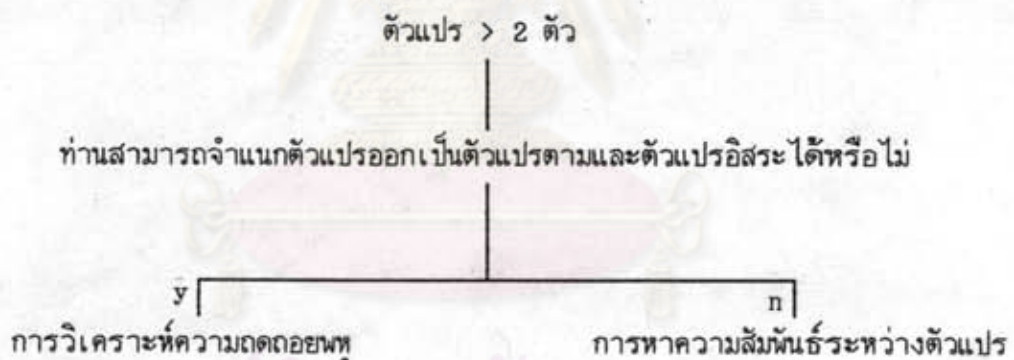 ตัวแปร > 2 ตัว
ท่านสามารถจำแนกตัวแปรออกเป็นตัวแปรตามและตัวแปรอิสระได้หรือไม่
y n
การวิเคราะห์ความถดถอยพห การหาความสัมพันธ์ระหว่างตัวแปร